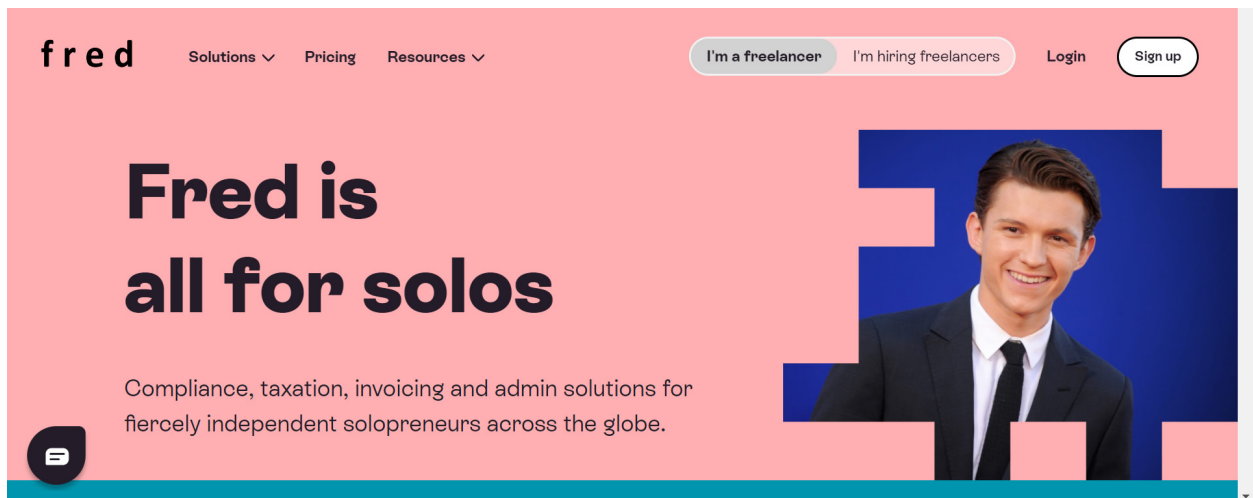 fred
Solutions
Pricing
Resources
I'm a freelancer
I'm hiring freelancers
Login
Sign up
Fred is
all for solos
Compliance, taxation, invoicing and admin solutions for
fiercely independent solopreneurs across the globe.